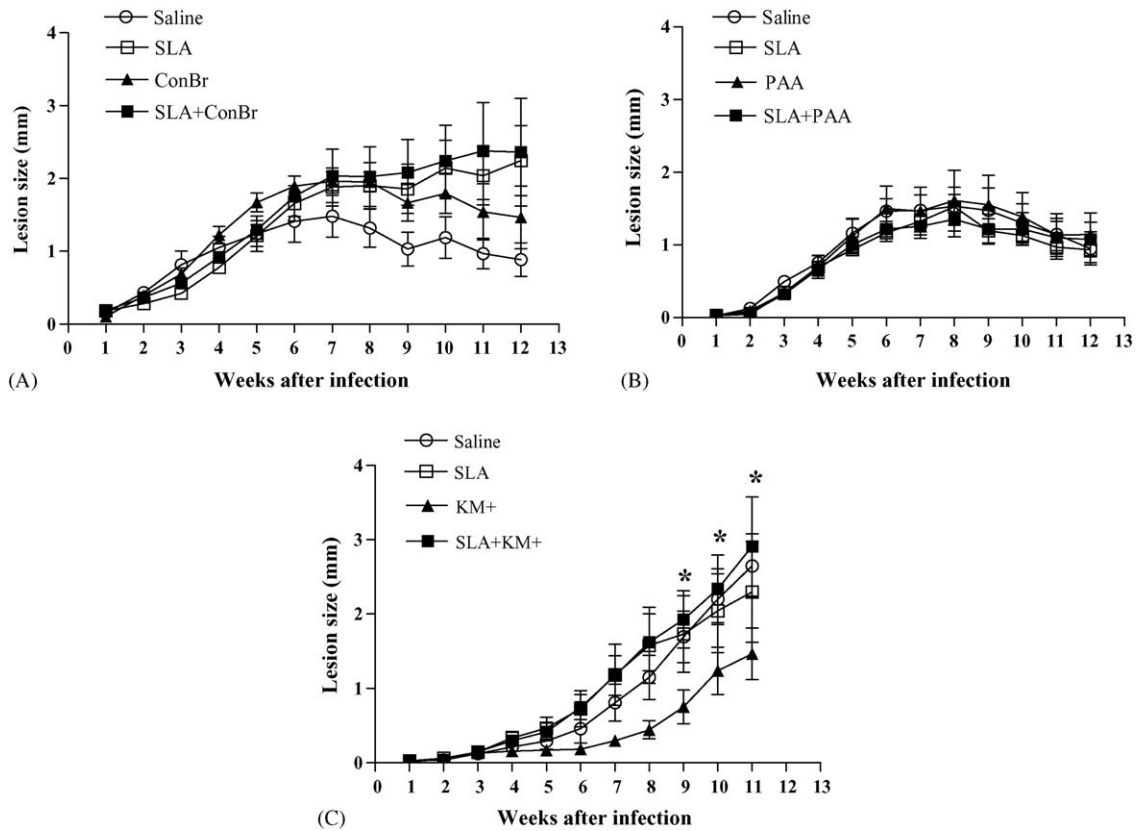 Saline
SLA
ConBr
SLA+ConBr
Lesion size (mm)
4
3
2
1
0
0 1 2 3 4 5 6 7 8 9 10 11 12 13
Weeks after infection
(A)
Saline
SLA
PAA
SLA+PAA
Lesion size (mm)
4
3
2
1
0
0 1 2 3 4 5 6 7 8 9 10 11 12 13
Weeks after infection
(B)
Saline
SLA
KM+
SLA+KM+
Lesion size (mm)
4
3
2
1
0
* * *
0 1 2 3 4 5 6 7 8 9 10 11 12 13
Weeks after infection
(C)